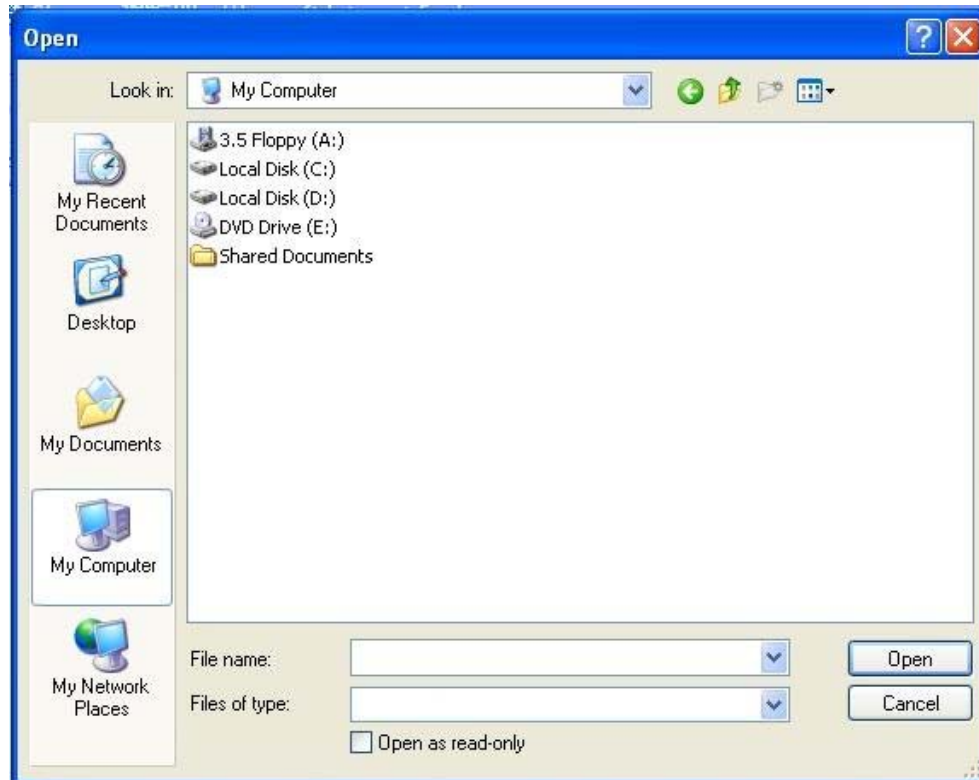 Open
Look in:
My Computer
3.5 Floppy (A:)
Local Disk (C:)
Local Disk (D:)
DVD Drive (E:)
Shared Documents
My Recent
Documents
Desktop
My Documents
My Computer
My Network
Places
File name:
Open
Files of type:
Cancel
Open as read-only